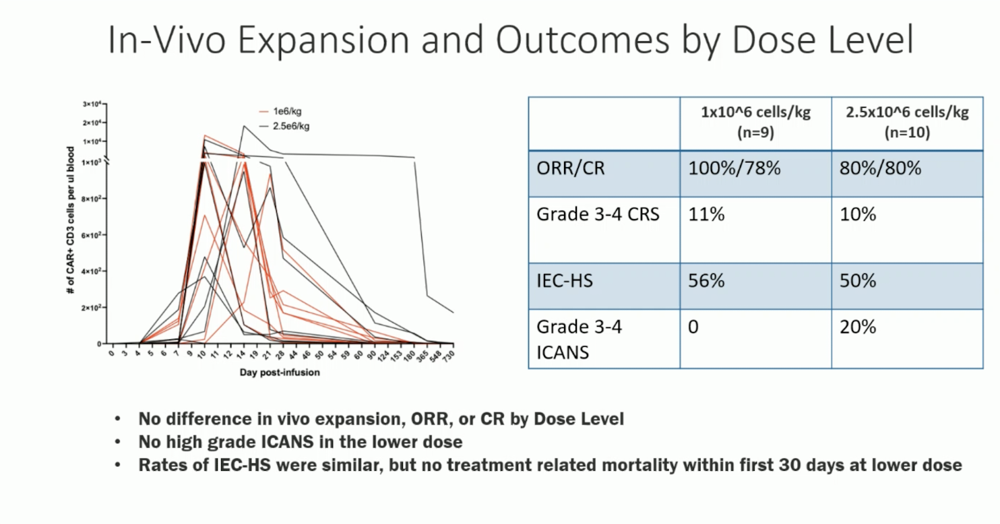 In-Vivo Expansion and Outcomes by Dose Level
# of CAR+ CD3 cells per ul blood
3×10⁴
2×10⁴
1×10⁴
1×10³
8×10²
6×10²
4×10²
2×10²
0
1e6/kg
2.5e6/kg
0 3 4 5 6 7 9 10 11 12 14 19 21 28 44 46 50 54 59 60 90 124 153 180 365 548 730
Day post-infusion
1x10^6 cells/kg (n=9)
2.5x10^6 cells/kg (n=10)
ORR/CR 100%/78% 80%/80%
Grade 3-4 CRS 11% 10%
IEC-HS 56% 50%
Grade 3-4 ICANS 0 20%
• No difference in vivo expansion, ORR, or CR by Dose Level
• No high grade ICANS in the lower dose
• Rates of IEC-HS were similar, but no treatment related mortality within first 30 days at lower dose